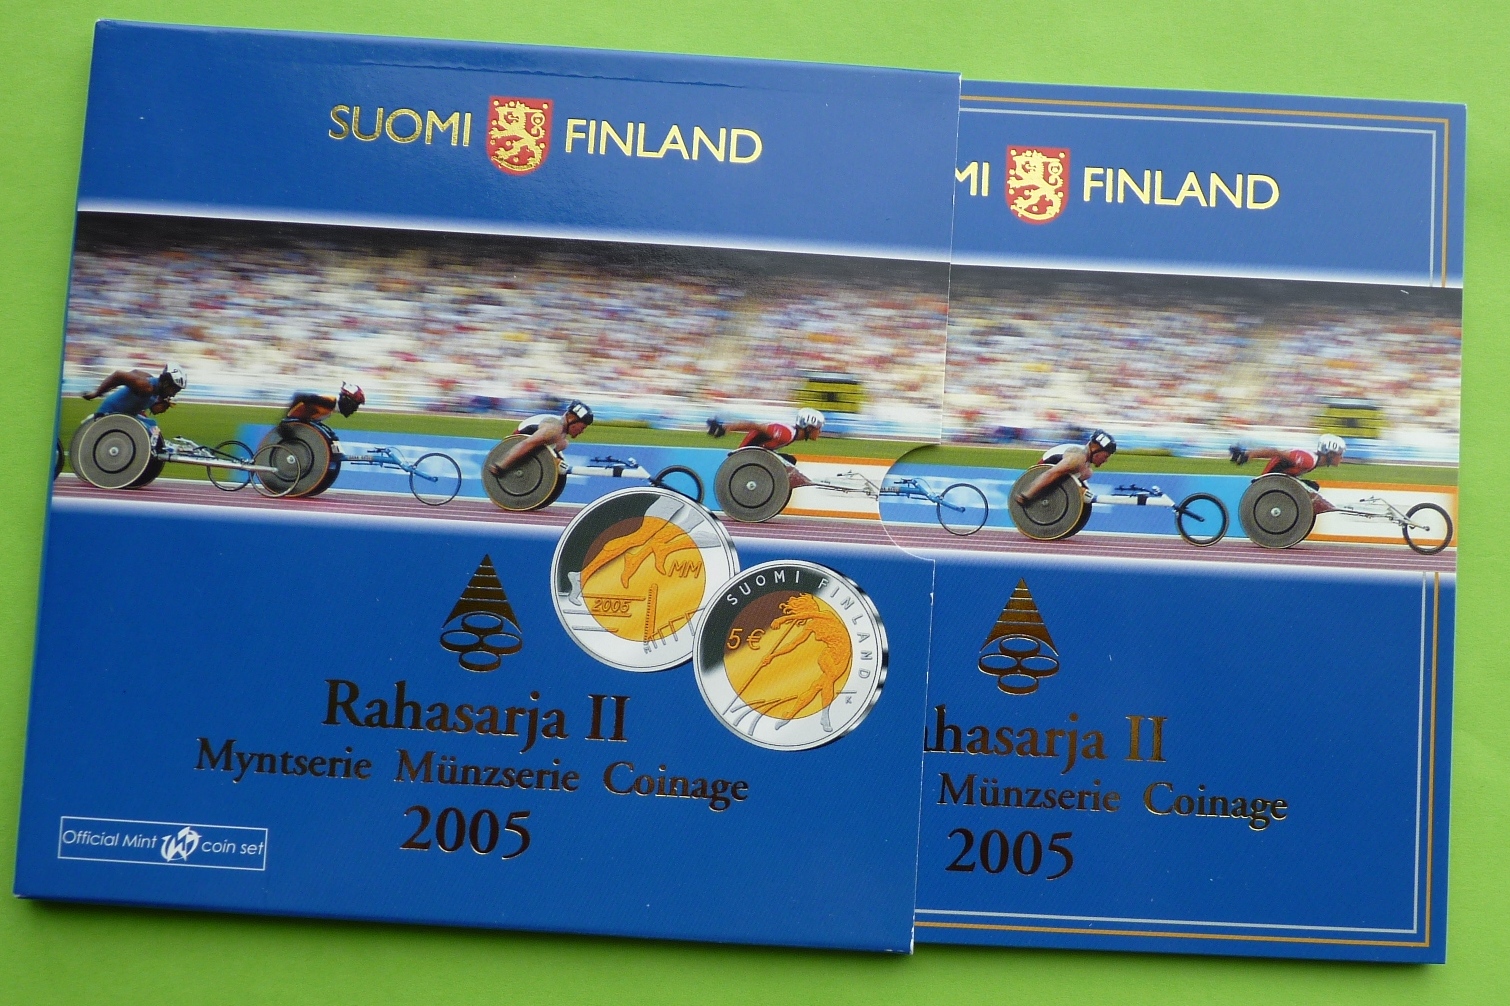 SUOMI FINLAND
MM
2005
SUOMI FINLAND
5 €
Rahasarja II
Myntserie Münzserie Coinage
2005
Official Mint coin set
MI FINLAND
hasarja II
Münzserie Coinage
2005